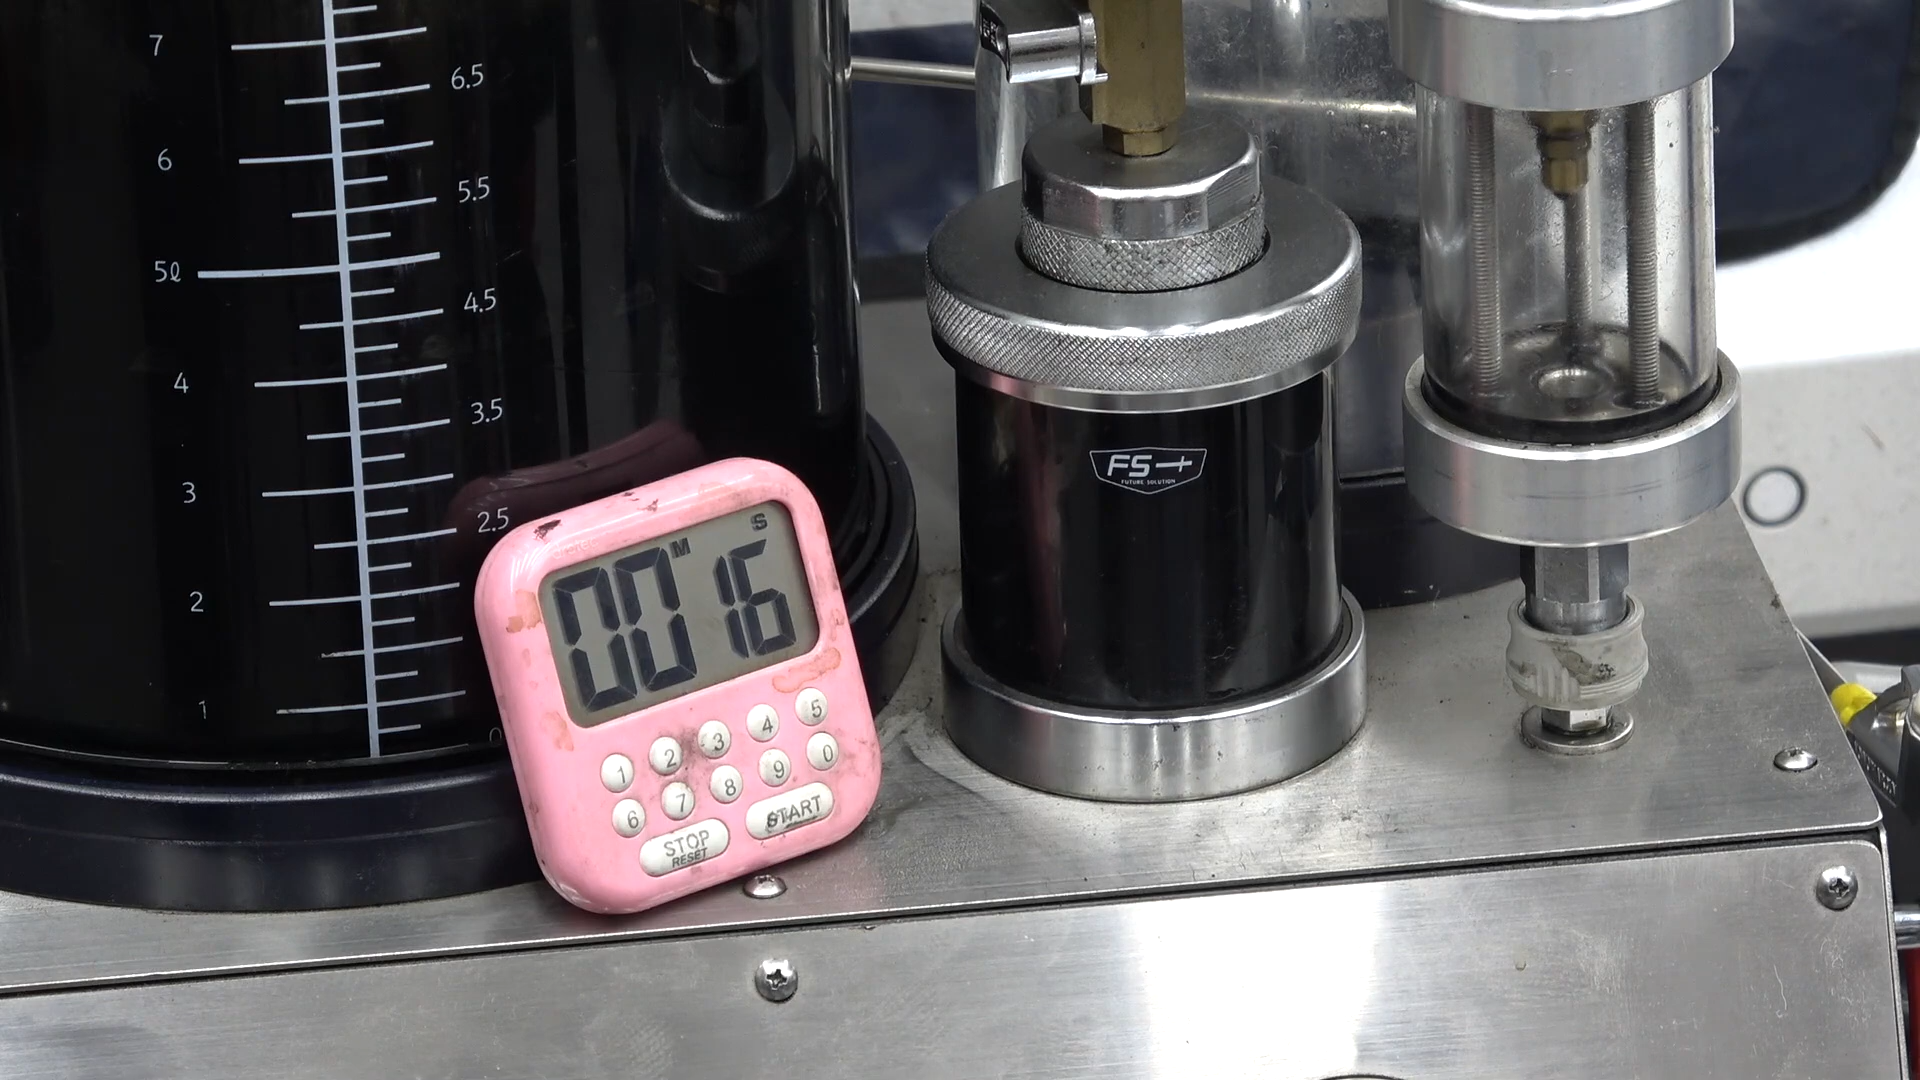 7
6.5
6
5.5
5ℓ
4.5
4
3.5
3
2.5
2
1
0
FS
FUTURE SOLUTION
M S
00 16
1 2 3 4 5
6 7 8 9 0
STOP
RESET
START